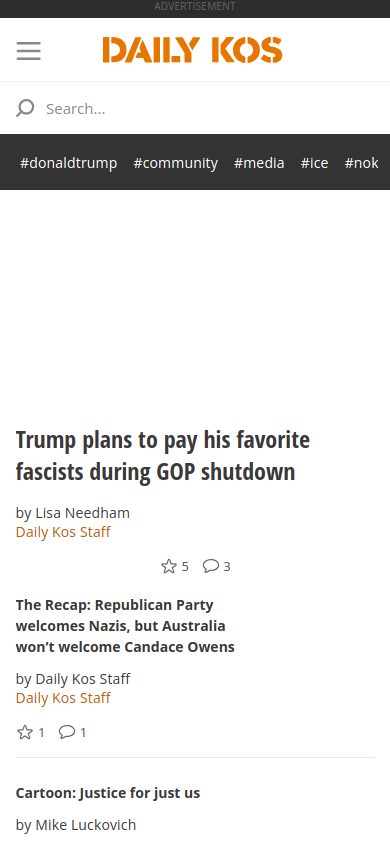 ADVERTISEMENT
DAILY KOS
Search...
#donaldtrump #community #media #ice #nok
Trump plans to pay his favorite
fascists during GOP shutdown
by Lisa Needham
Daily Kos Staff
5 3
The Recap: Republican Party
welcomes Nazis, but Australia
won’t welcome Candace Owens
by Daily Kos Staff
Daily Kos Staff
1 1
Cartoon: Justice for just us
by Mike Luckovich